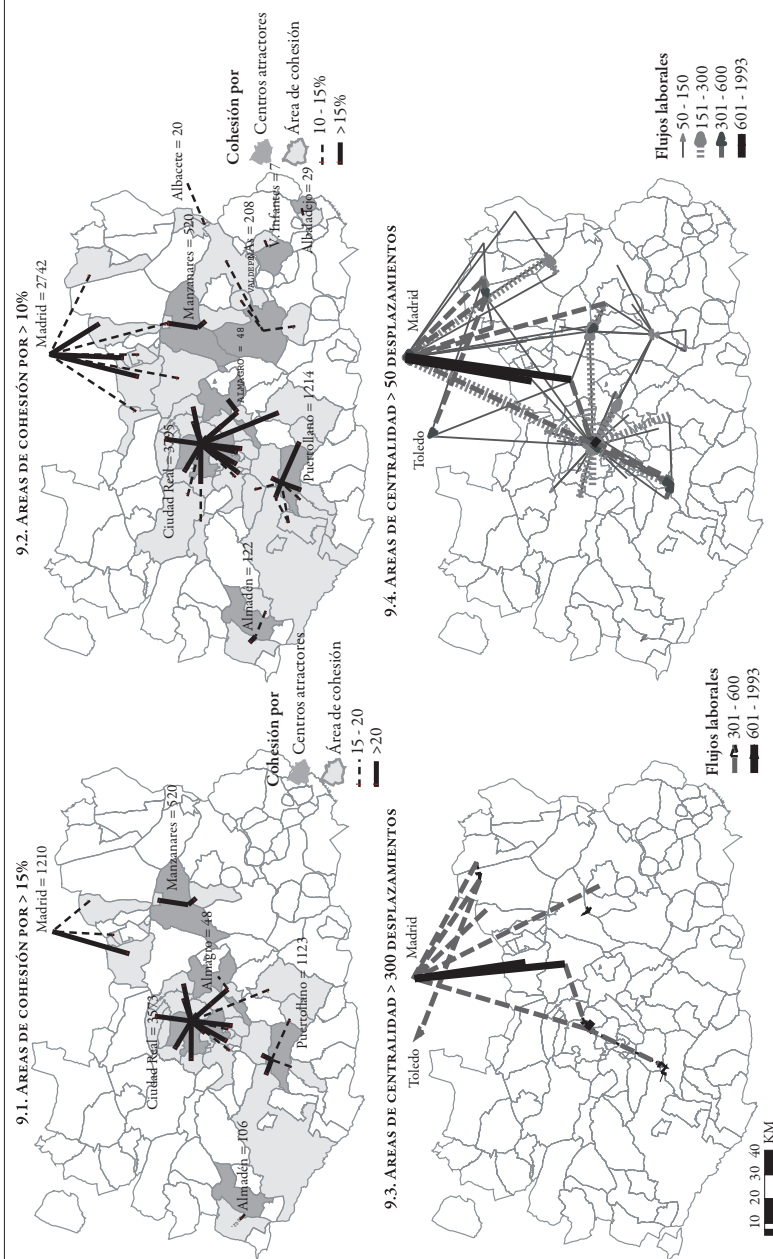 9.1. Áreas de cohesión por > 15%
Madrid = 1210
Ciudad Real = 3573
Manzanares = 520
Almagro = 48
Almadén = 106
Puertollano = 1123
Cohesión por
Centros atractores
Área de cohesión
15 - 20
>20
9.2. Áreas de cohesión por > 10%
Madrid = 2742
Ciudad Real = 3795
Albacete = 20
Manzanares = 520
Almagro = 48
Valdepeñas = 208
V. Infantes = 7
Albaladejo = 29
Almadén = 122
Puertollano = 1214
Cohesión por
Centros atractores
Área de cohesión
10 - 15%
>15%
9.3. Áreas de centralidad > 300 desplazamientos
Toledo
Madrid
Flujos laborales
301 - 600
601 - 1993
10 20 30 40
KM
9.4. Áreas de centralidad > 50 desplazamientos
Toledo
Madrid
Flujos laborales
50 - 150
151 - 300
301 - 600
601 - 1993